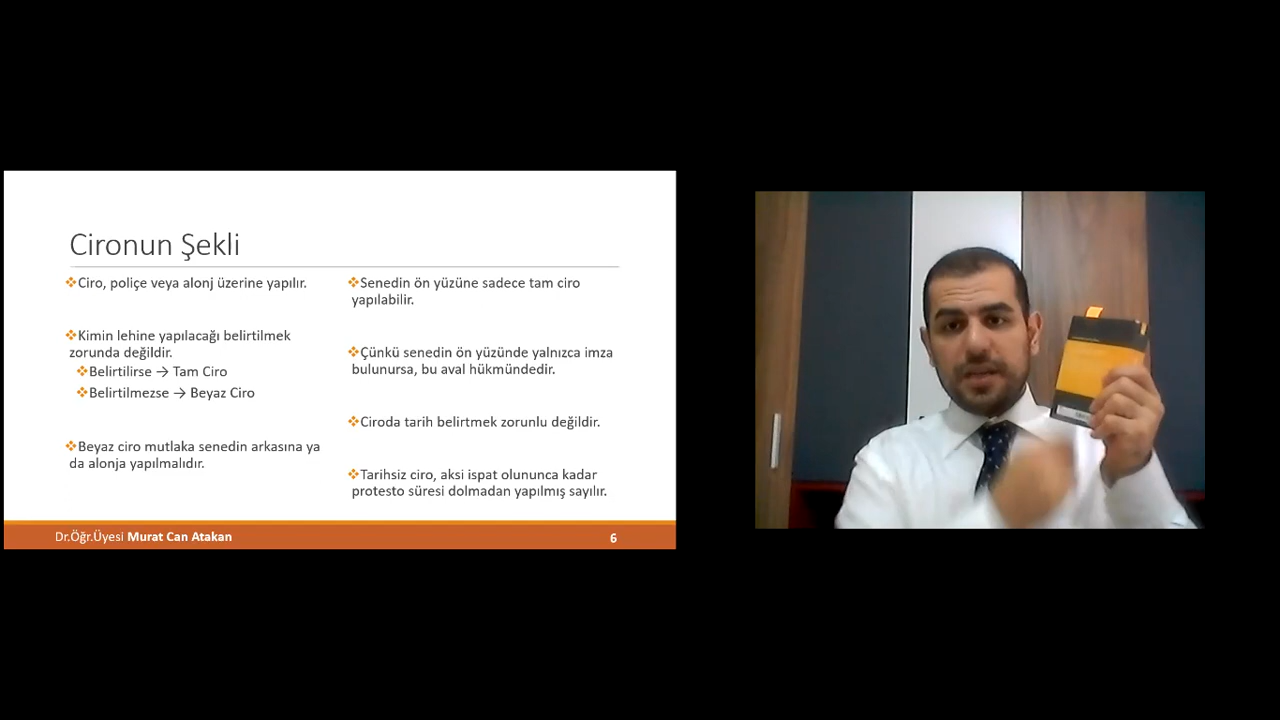 Cironun Şekli
❖Ciro, poliçe veya alonj üzerine yapılır.
❖Kimin lehine yapılacağı belirtilmek
zorunda değildir.
❖Belirtilirse → Tam Ciro
❖Belirtilmezse → Beyaz Ciro
❖Beyaz ciro mutlaka senedin arkasına ya
da alonja yapılmalıdır.
❖Senedin ön yüzüne sadece tam ciro
yapılabilir.
❖Çünkü senedin ön yüzünde yalnızca imza
bulunursa, bu aval hükmündedir.
❖Ciroda tarih belirtmek zorunlu değildir.
❖Tarihsiz ciro, aksi ispat olununca kadar
protesto süresi dolmadan yapılmış sayılır.
Dr.Öğr.Üyesi Murat Can Atakan
6